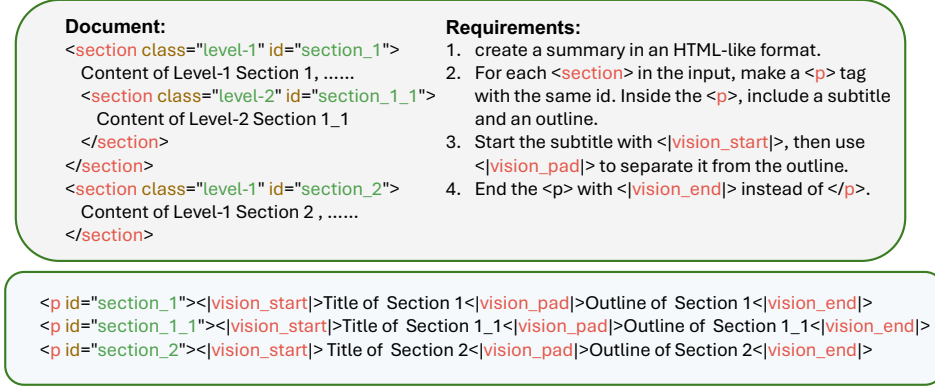 Document:
<section class="level-1" id="section_1">
Content of Level-1 Section 1, ......
<section class="level-2" id="section_1_1">
Content of Level-2 Section 1_1
</section>
</section>
<section class="level-1" id="section_2">
Content of Level-1 Section 2 , ......
</section>
Requirements:
1. create a summary in an HTML-like format.
2. For each <section> in the input, make a <p> tag
with the same id. Inside the <p>, include a subtitle
and an outline.
3. Start the subtitle with <|vision_start|>, then use
<|vision_pad|> to separate it from the outline.
4. End the <p> with <|vision_end|> instead of </p>.
<p id="section_1"><|vision_start|>Title of Section 1<|vision_pad|>Outline of Section 1<|vision_end|>
<p id="section_1_1"><|vision_start|>Title of Section 1_1<|vision_pad|>Outline of Section 1_1<|vision_end|>
<p id="section_2"><|vision_start|> Title of Section 2<|vision_pad|>Outline of Section 2<|vision_end|>